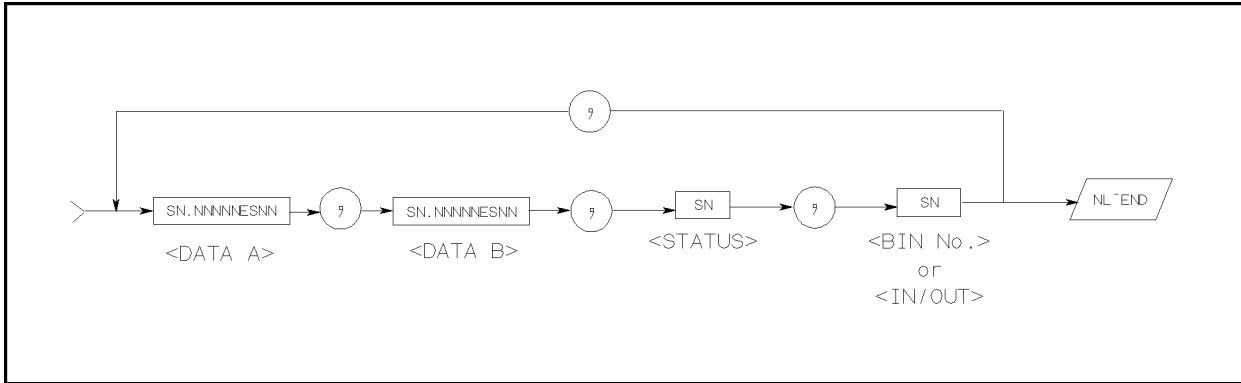 ,
SN.NNNNNESNN , SN.NNNNNESNN , SN , SN NL^END
<DATA A> <DATA B> <STATUS> <BIN No.>
or
<IN/OUT>